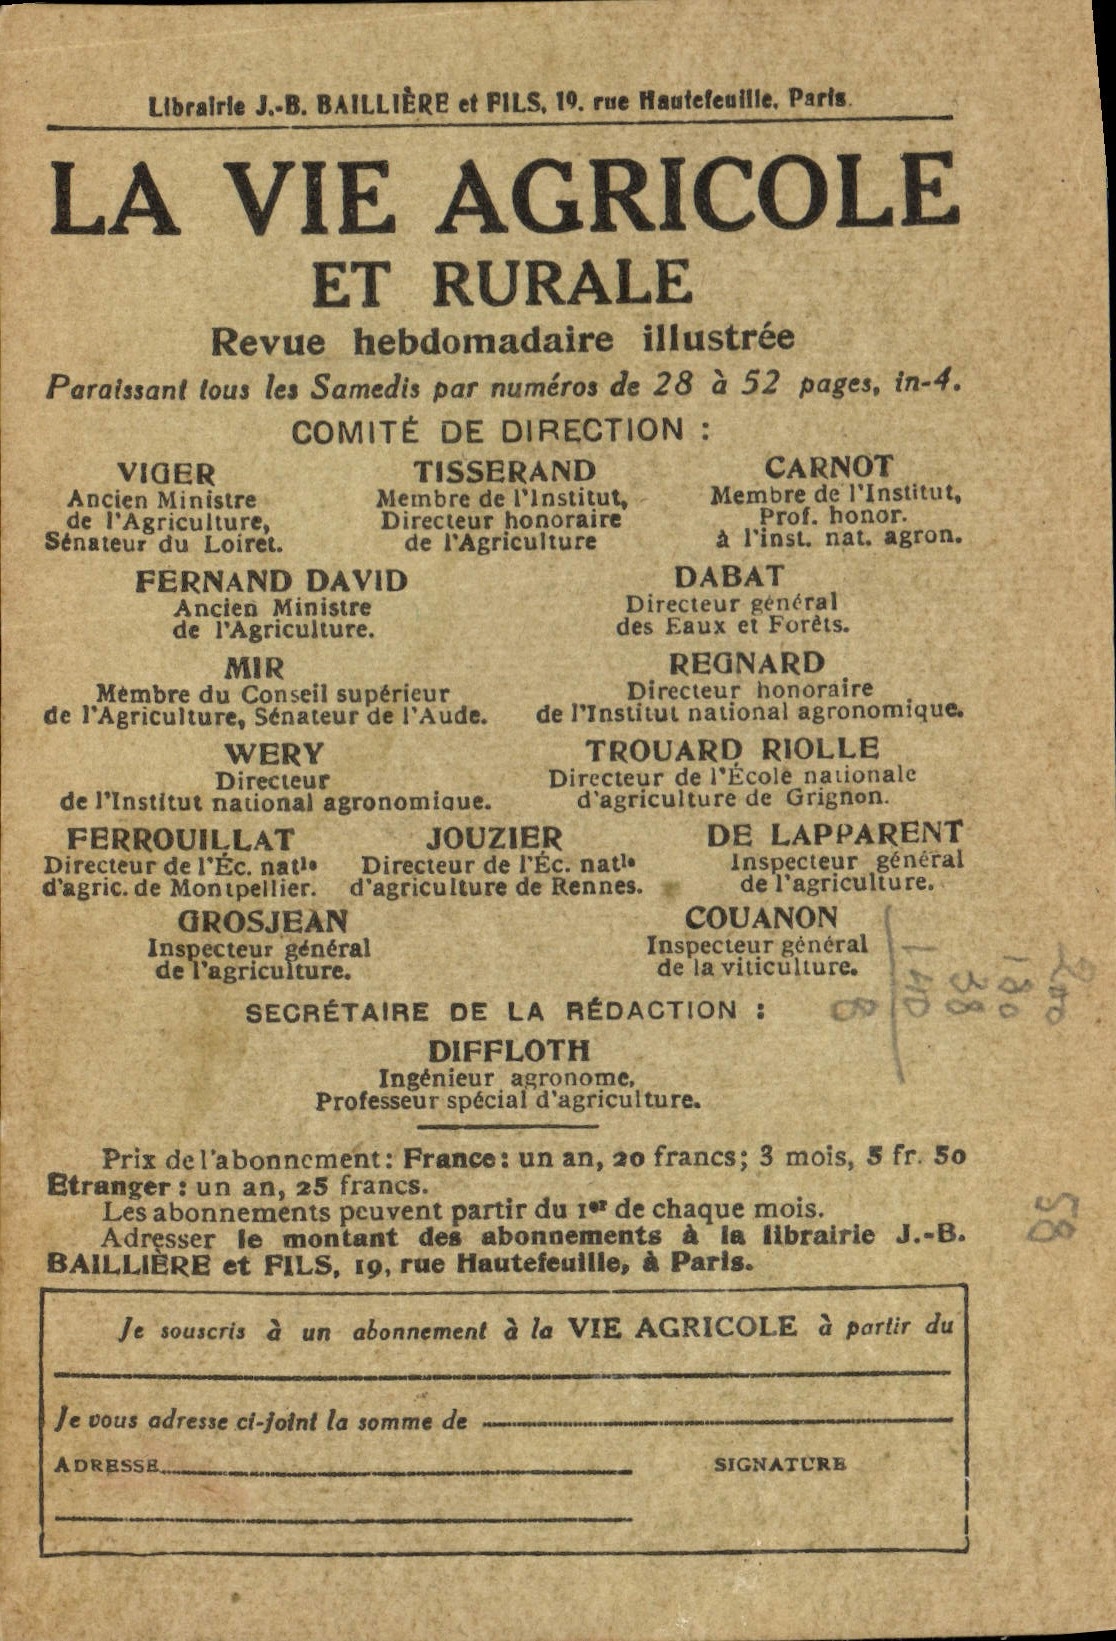 Librairie J.-B. BAILLIÈRE et FILS, 19. rue Hautefeuille, Paris.
LA VIE AGRICOLE
ET RURALE
Revue hebdomadaire illustrée
Paraissant tous les Samedis par numéros de 28 à 52 pages, in-4.
COMITÉ DE DIRECTION :
VIGER TISSERAND CARNOT
Ancien Ministre Membre de l'Institut, Membre de l'Institut,
de l'Agriculture, Directeur honoraire Prof. honor.
Sénateur du Loiret. de l'Agriculture à l'inst. nat. agron.
FERNAND DAVID DABAT
Ancien Ministre Directeur général
de l'Agriculture. des Eaux et Forêts.
MIR REGNARD
Membre du Conseil supérieur Directeur honoraire
de l'Agriculture, Sénateur de l'Aude. de l'Institut national agronomique.
WERY TROUARD RIOLLE
Directeur Directeur de l'École nationale
de l'Institut national agronomique. d'agriculture de Grignon.
FERROUILLAT JOUZIER DE LAPPARENT
Directeur de l'Éc. natle Directeur de l'Éc. natle Inspecteur général
d'agric. de Montpellier. d'agriculture de Rennes. de l'agriculture.
GROSJEAN COUANON
Inspecteur général Inspecteur général
de l'agriculture. de la viticulture.
SECRÉTAIRE DE LA RÉDACTION :
DIFFLOTH
Ingénieur agronome,
Professeur spécial d'agriculture.
Prix de l'abonnement : France : un an, 20 francs; 3 mois, 5 fr. 50
Etranger : un an, 25 francs.
Les abonnements peuvent partir du 1er de chaque mois.
Adresser le montant des abonnements à la librairie J.-B.
BAILLIÈRE et FILS, 19, rue Hautefeuille, à Paris.
Je souscris à un abonnement à la VIE AGRICOLE à partir du
Je vous adresse ci-joint la somme de
ADRESSE SIGNATURE